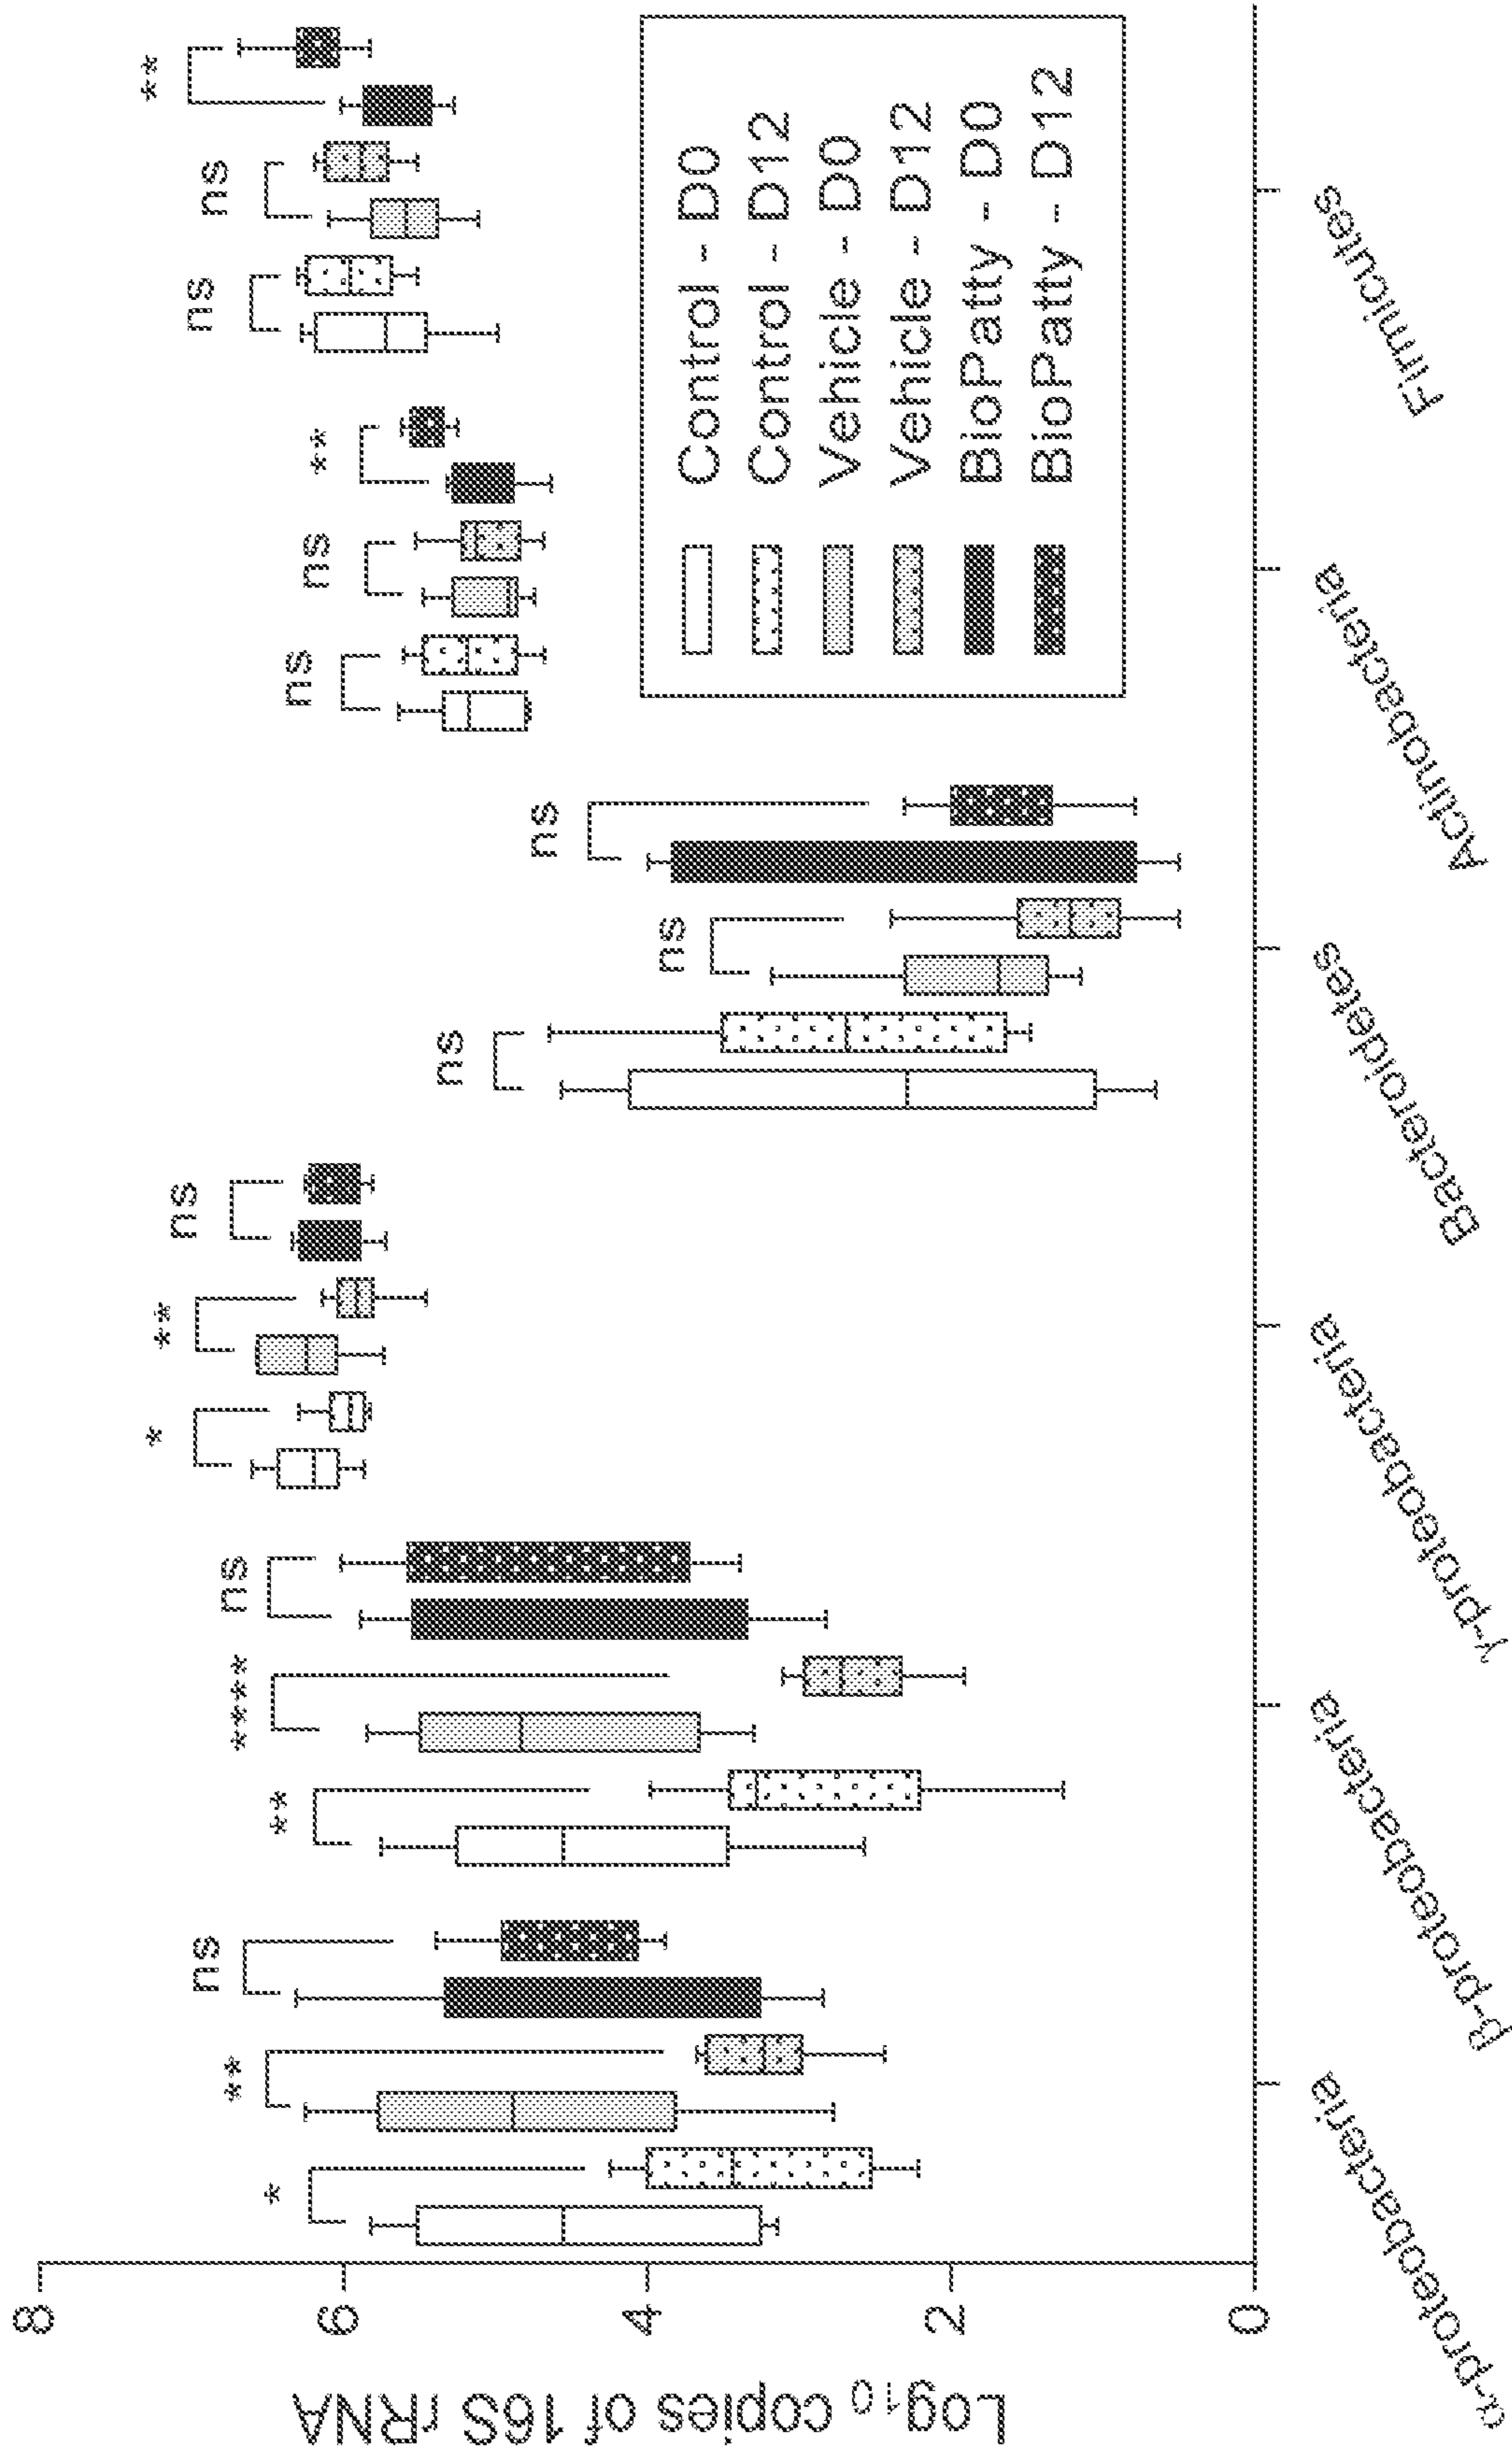 Log10 copies of 16S rRNA
8
6
4
2
0
*
**
ns
**
****
ns
*
**
ns
ns
ns
ns
ns
ns
**
ns
ns
**
Control - D0
Control - D12
Vehicle - D0
Vehicle - D12
BioPatty - D0
BioPatty - D12
α-proteobacteria
β-proteobacteria
γ-proteobacteria
Bacteroidetes
Actinobacteria
Firmicutes